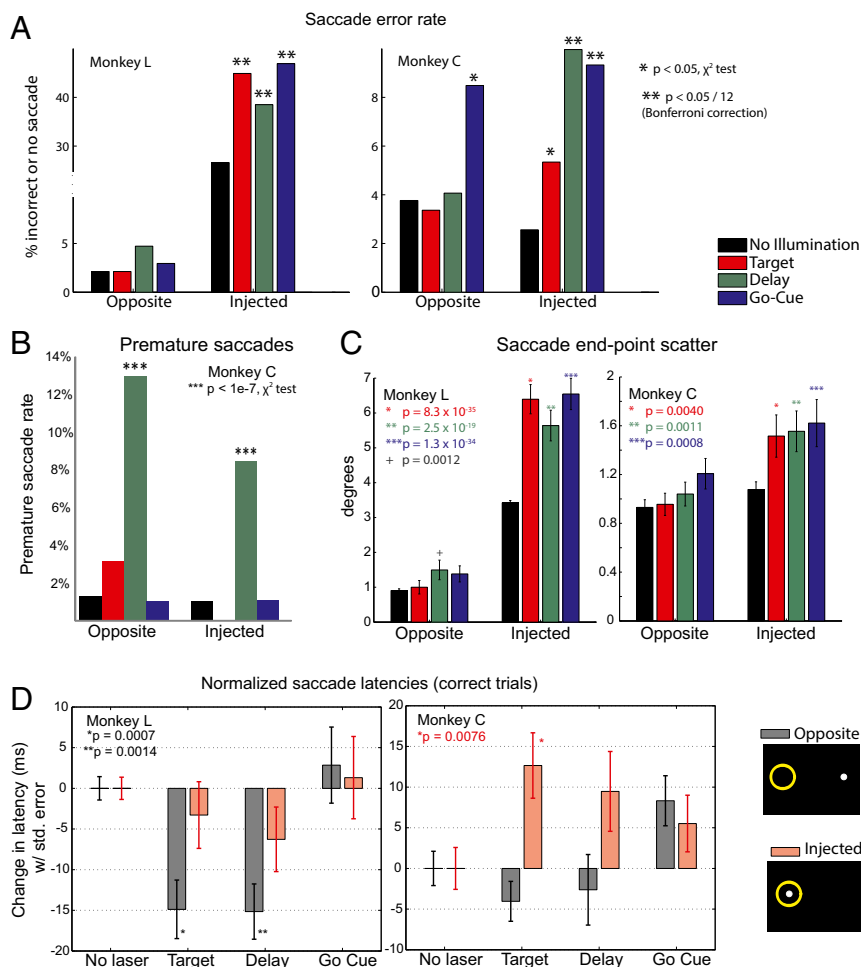 A
Saccade error rate
Monkey L
Monkey C
* p < 0.05, χ² test
** p < 0.05 / 12
(Bonferroni correction)
% incorrect or no saccade
40
30
5
0
** ** **
8
6
4
2
0
* * ** **
Opposite
Injected
Opposite
Injected
No Illumination
Target
Delay
Go-Cue
B
Premature saccades
Monkey C
*** p < 1e-7, χ² test
Premature saccade rate
14%
12%
10%
8%
6%
4%
2%
*** ***
Opposite
Injected
C
Saccade end-point scatter
Monkey L
* p = 8.3 x 10⁻³⁵
** p = 2.5 x 10⁻¹⁹
*** p = 1.3 x 10⁻³⁴
+ p = 0.0012
degrees
7
6
5
4
3
2
1
0
+ * ** ***
Opposite
Injected
Monkey C
* p = 0.0040
** p = 0.0011
***p = 0.0008
2
1.6
1.2
0.8
0.4
0
* ** ***
Opposite
Injected
D
Normalized saccade latencies (correct trials)
Monkey L
*p = 0.0007
**p = 0.0014
Change in latency (ms)
w/ std. error
10
5
0
-5
-10
-15
-20
* **
No laser
Target
Delay
Go Cue
Monkey C
*p = 0.0076
20
15
10
5
0
-5
-10
*
No laser
Target
Delay
Go Cue
Opposite
Injected